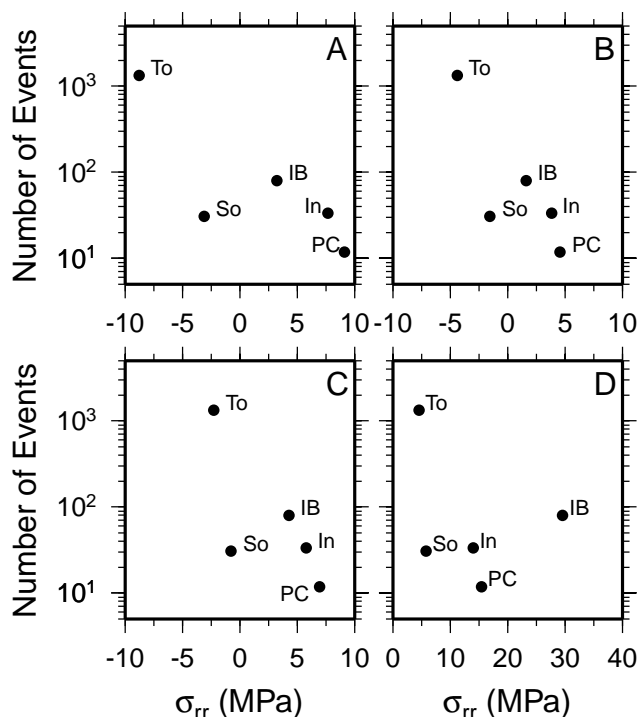 A
B
Number of Events
10³
10²
10¹
To
So
IB
In
PC
To
So
IB
In
PC
-10 -5 0 5 10
-10 -5 0 5 10
C
D
Number of Events
10³
10²
10¹
To
So
IB
In
PC
To
So
In
PC
IB
-10 -5 0 5 10
0 10 20 30 40
σrr (MPa)
σrr (MPa)